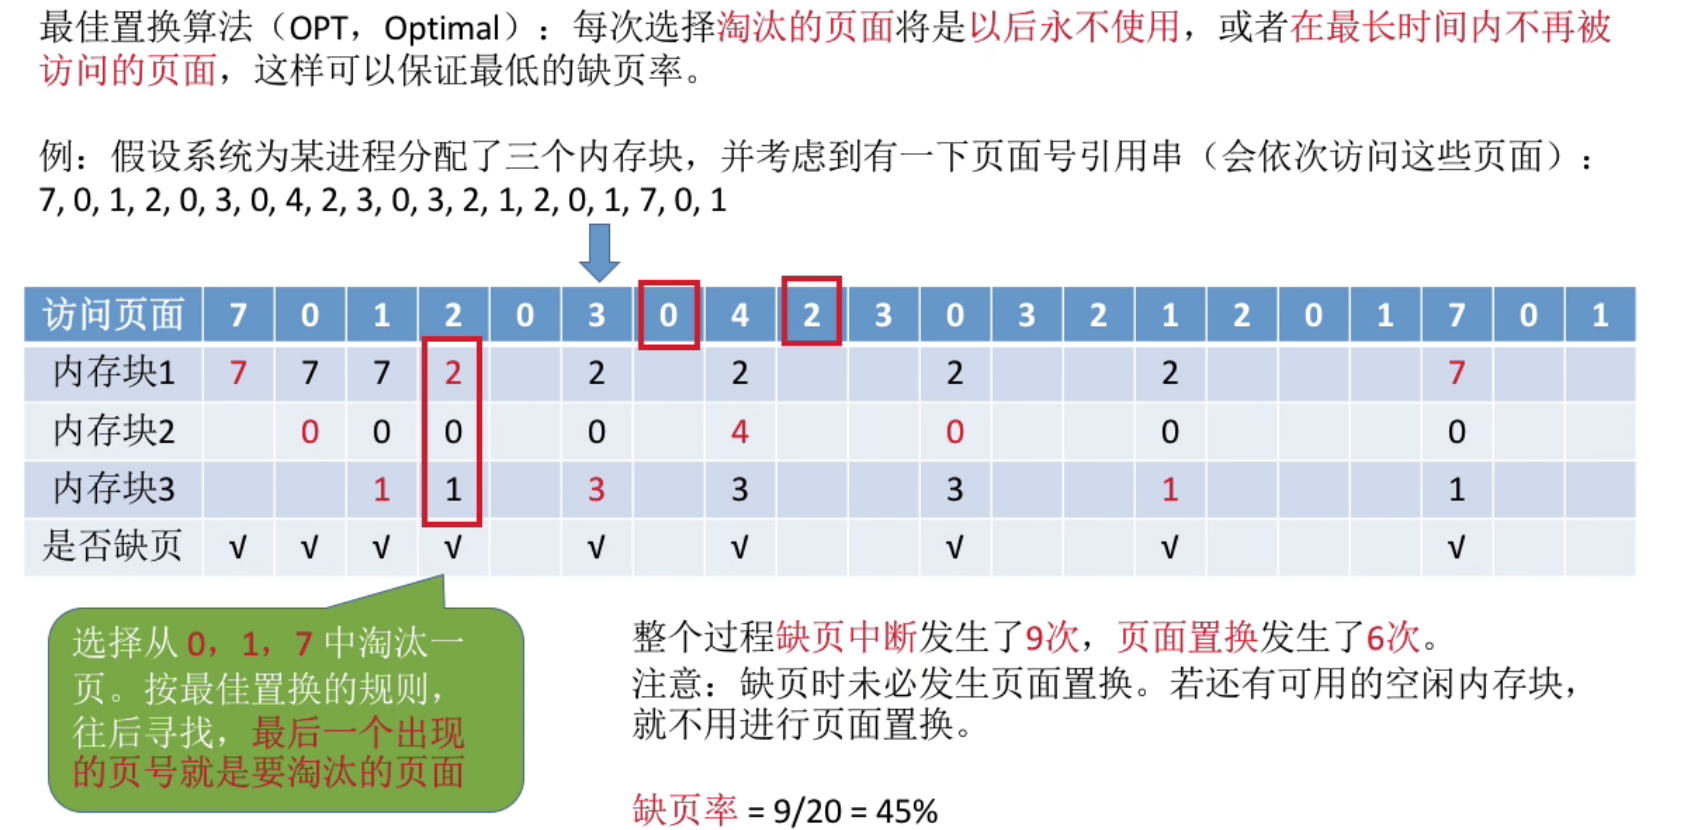 最佳置换算法（OPT，Optimal）：每次选择淘汰的页面将是以后永不使用，或者在最长时间内不再被
访问的页面，这样可以保证最低的缺页率。
例：假设系统为某进程分配了三个内存块，并考虑到有一下页面号引用串（会依次访问这些页面）：
7, 0, 1, 2, 0, 3, 0, 4, 2, 3, 0, 3, 2, 1, 2, 0, 1, 7, 0, 1
访问页面 7 0 1 2 0 3 0 4 2 3 0 3 2 1 2 0 1 7 0 1
内存块1 7 7 7 2 2 2 2 2 7
内存块2 0 0 0 0 4 0 0 0
内存块3 1 1 3 3 3 1 1
是否缺页 √ √ √ √ √ √ √ √ √
选择从 0，1，7 中淘汰一
页。按最佳置换的规则，
往后寻找，最后一个出现
的页号就是要淘汰的页面
整个过程缺页中断发生了9次，页面置换发生了6次。
注意：缺页时未必发生页面置换。若还有可用的空闲内存块，
就不用进行页面置换。
缺页率 = 9/20 = 45%